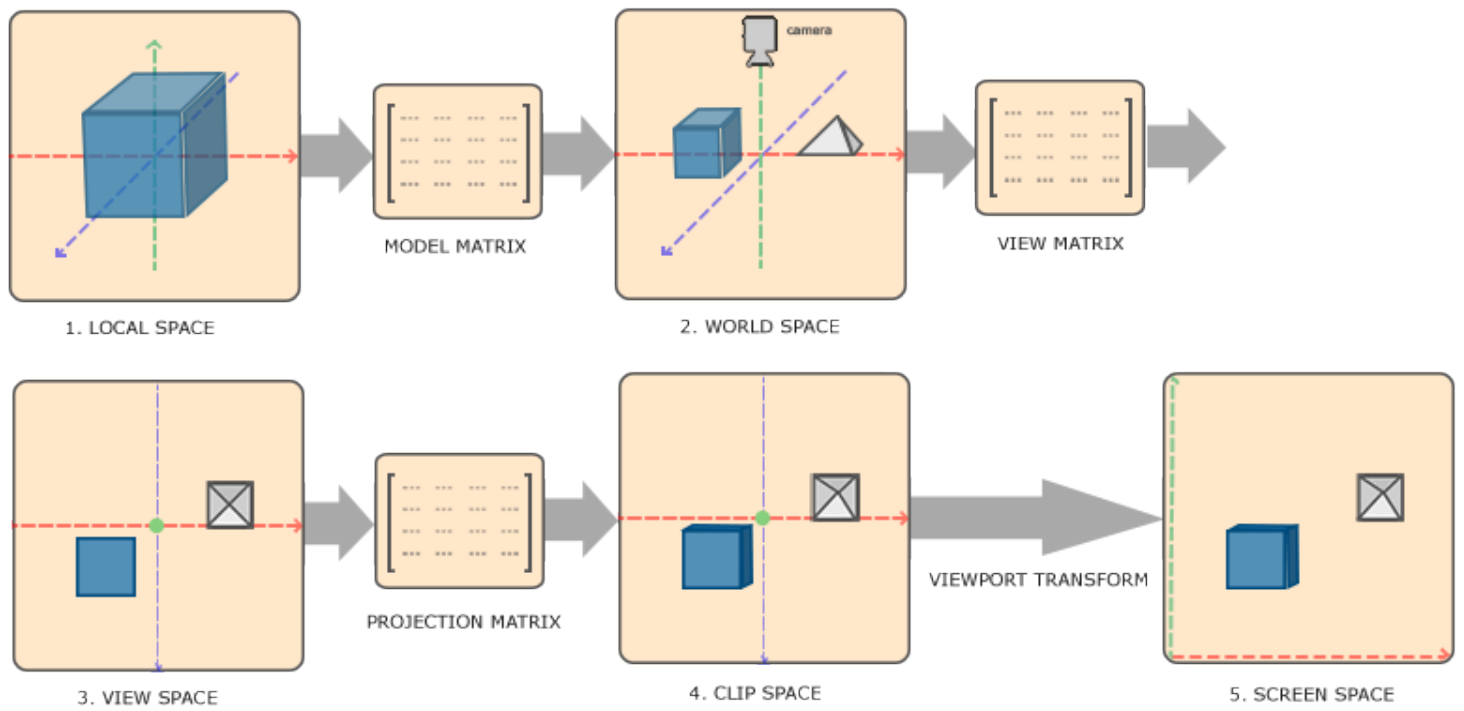 camera
MODEL MATRIX
VIEW MATRIX
1. LOCAL SPACE
2. WORLD SPACE
PROJECTION MATRIX
VIEWPORT TRANSFORM
3. VIEW SPACE
4. CLIP SPACE
5. SCREEN SPACE